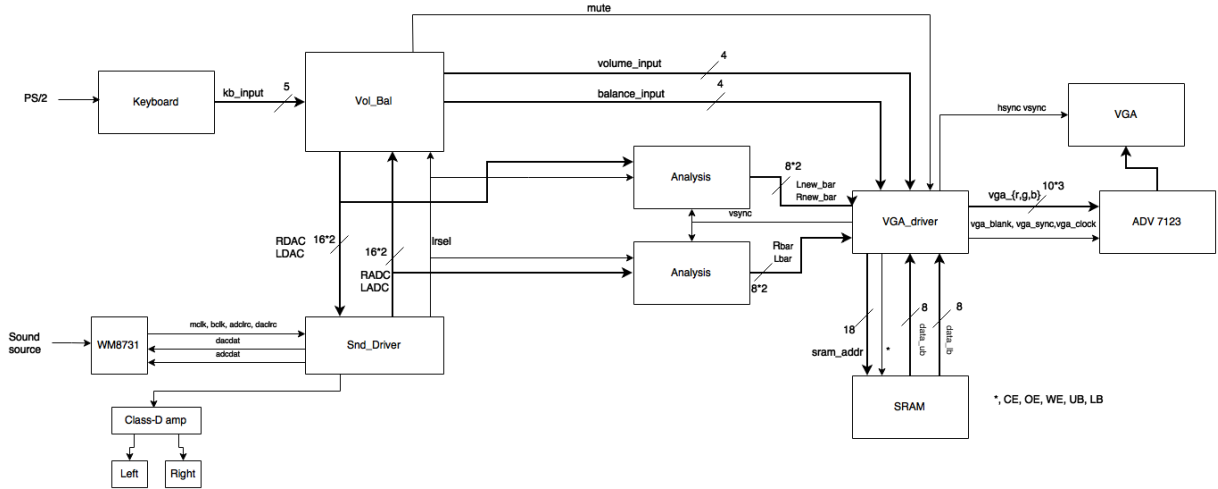 mute
volume_input
4
balance_input
4
PS/2
Keyboard
kb_input
5
Vol_Bal
hsync vsync
VGA
Analysis
8*2
Lnew_bar
Rnew_bar
vsync
VGA_driver
vga_{r,g,b}
10*3
vga_blank, vga_sync,vga_clock
ADV 7123
RDAC
LDAC
16*2
16*2
RADC
LADC
lrsel
Analysis
Rbar
Lbar
8*2
Sound
source
WM8731
mclk, bclk, adclrc, daclrc
dacdat
adcdat
Snd_Driver
18
sram_addr
*
8
data_ub
8
data_lb
SRAM
*, CE, OE, WE, UB, LB
Class-D amp
Left
Right